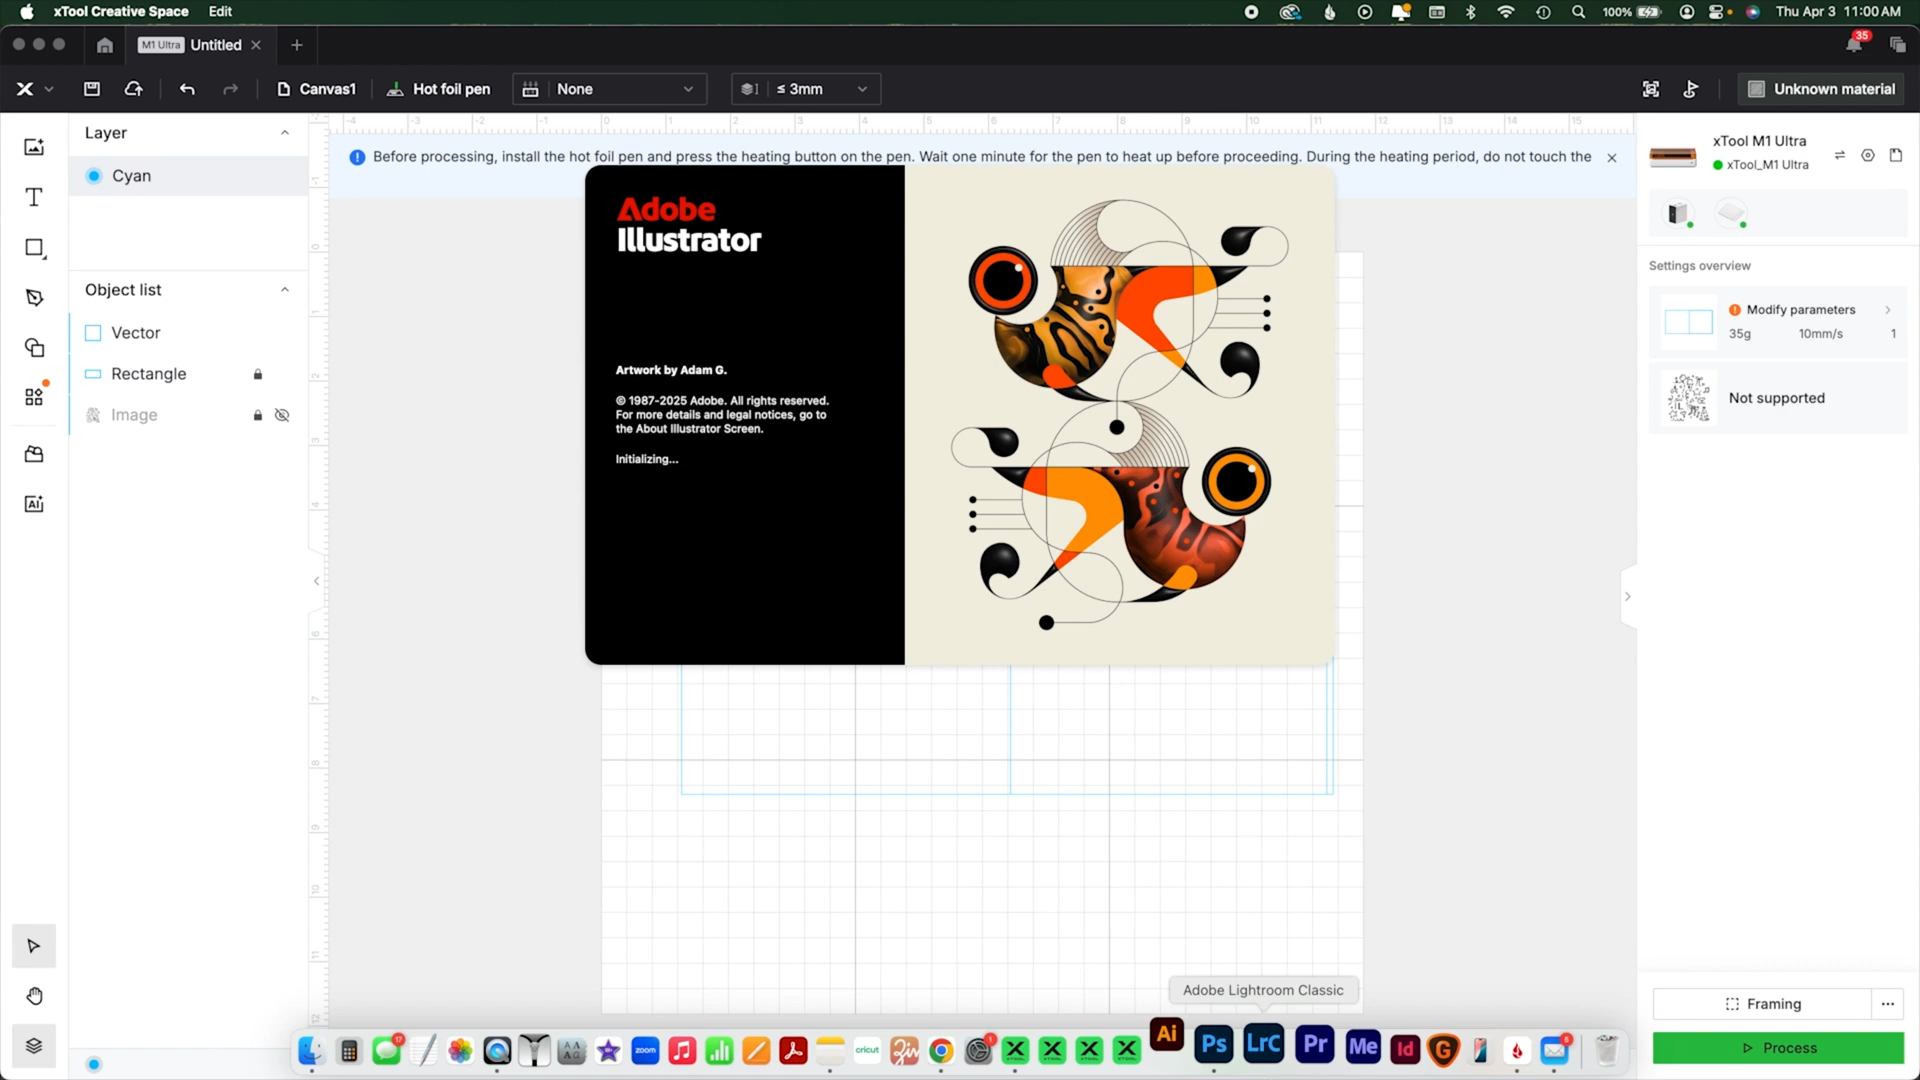 xTool Creative Space Edit
100% Thu Apr 3 11:00 AM
M1 Ultra Untitled
35
Canvas1 Hot foil pen None ≤ 3mm Unknown material
Layer
Cyan
Object list
Vector
Rectangle
Image
Before processing, install the hot foil pen and press the heating button on the pen. Wait one minute for the pen to heat up before proceeding. During the heating period, do not touch the
Adobe
Illustrator
Artwork by Adam G.
© 1987-2025 Adobe. All rights reserved.
For more details and legal notices, go to
the About Illustrator Screen.
Initializing...
xTool M1 Ultra
xTool_M1 Ultra
Settings overview
Modify parameters
35g 10mm/s 1
Not supported
Adobe Lightroom Classic
Framing
Process
17 zoom cricut 1 Ai Ps LrC Pr Me Id